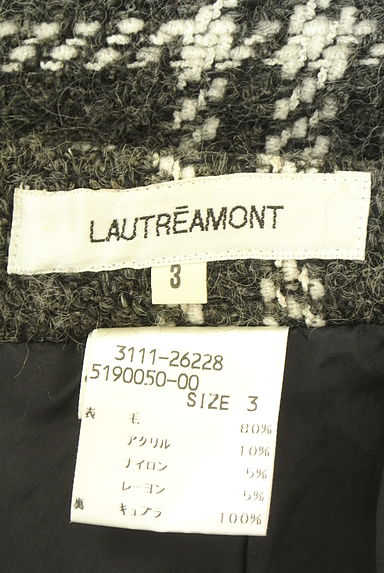 LAUTRĒAMONT
3
3111-26228
5190050-00
SIZE 3
表 毛 80%
アクリル 10%
ナイロン 5%
レーヨン 5%
裏 キュプラ 100%